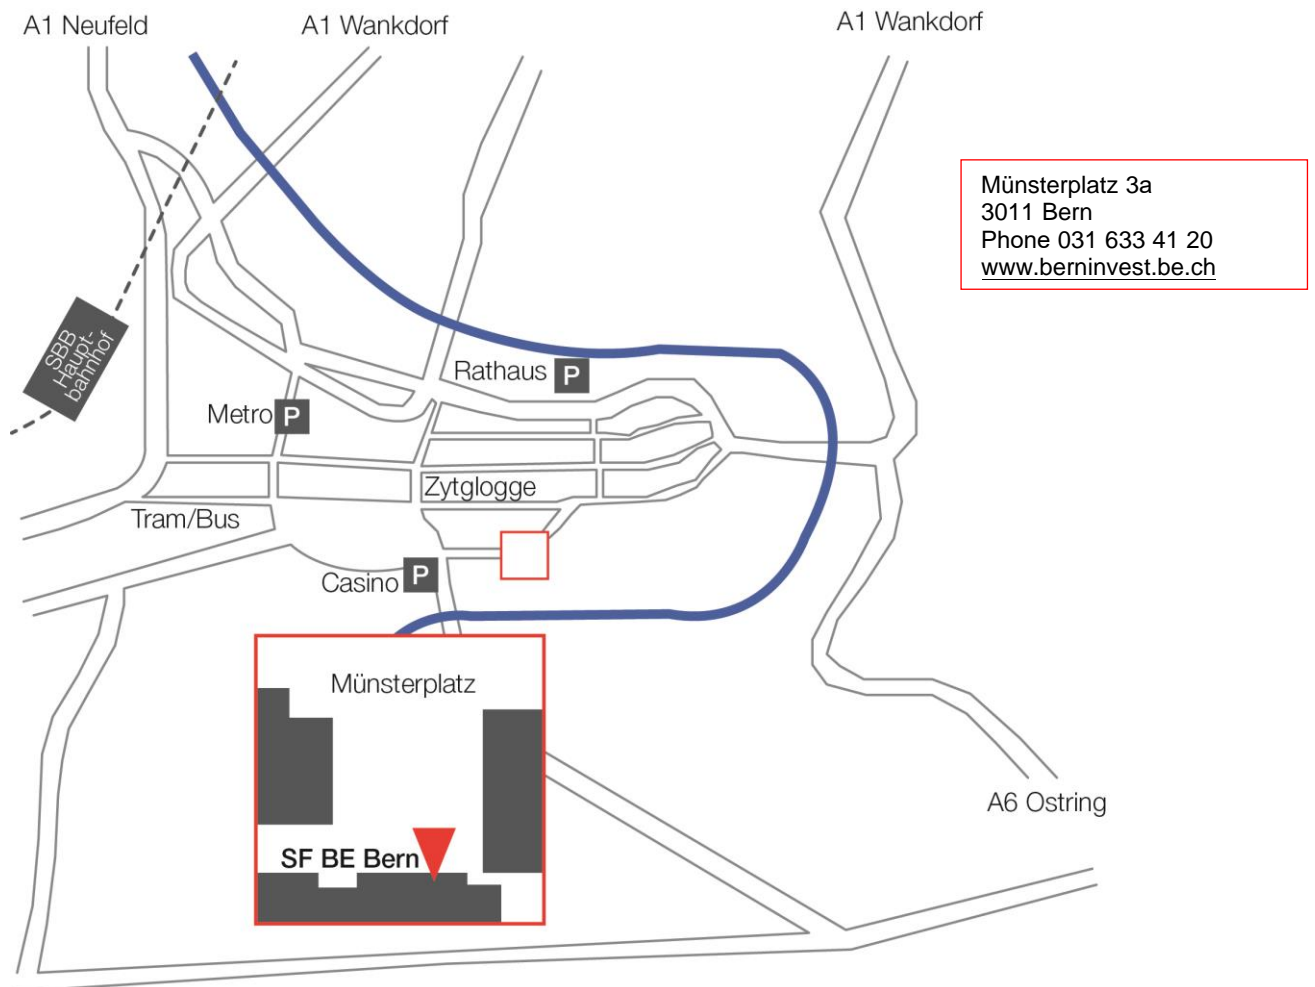 A1 Neufeld
A1 Wankdorf
A1 Wankdorf
Münsterplatz 3a
3011 Bern
Phone 031 633 41 20
www.berninvest.be.ch
SBB
Haupt-
bahnhof
Rathaus P
Metro P
Zytglogge
Tram/Bus
Casino P
Münsterplatz
SF BE Bern
A6 Ostring